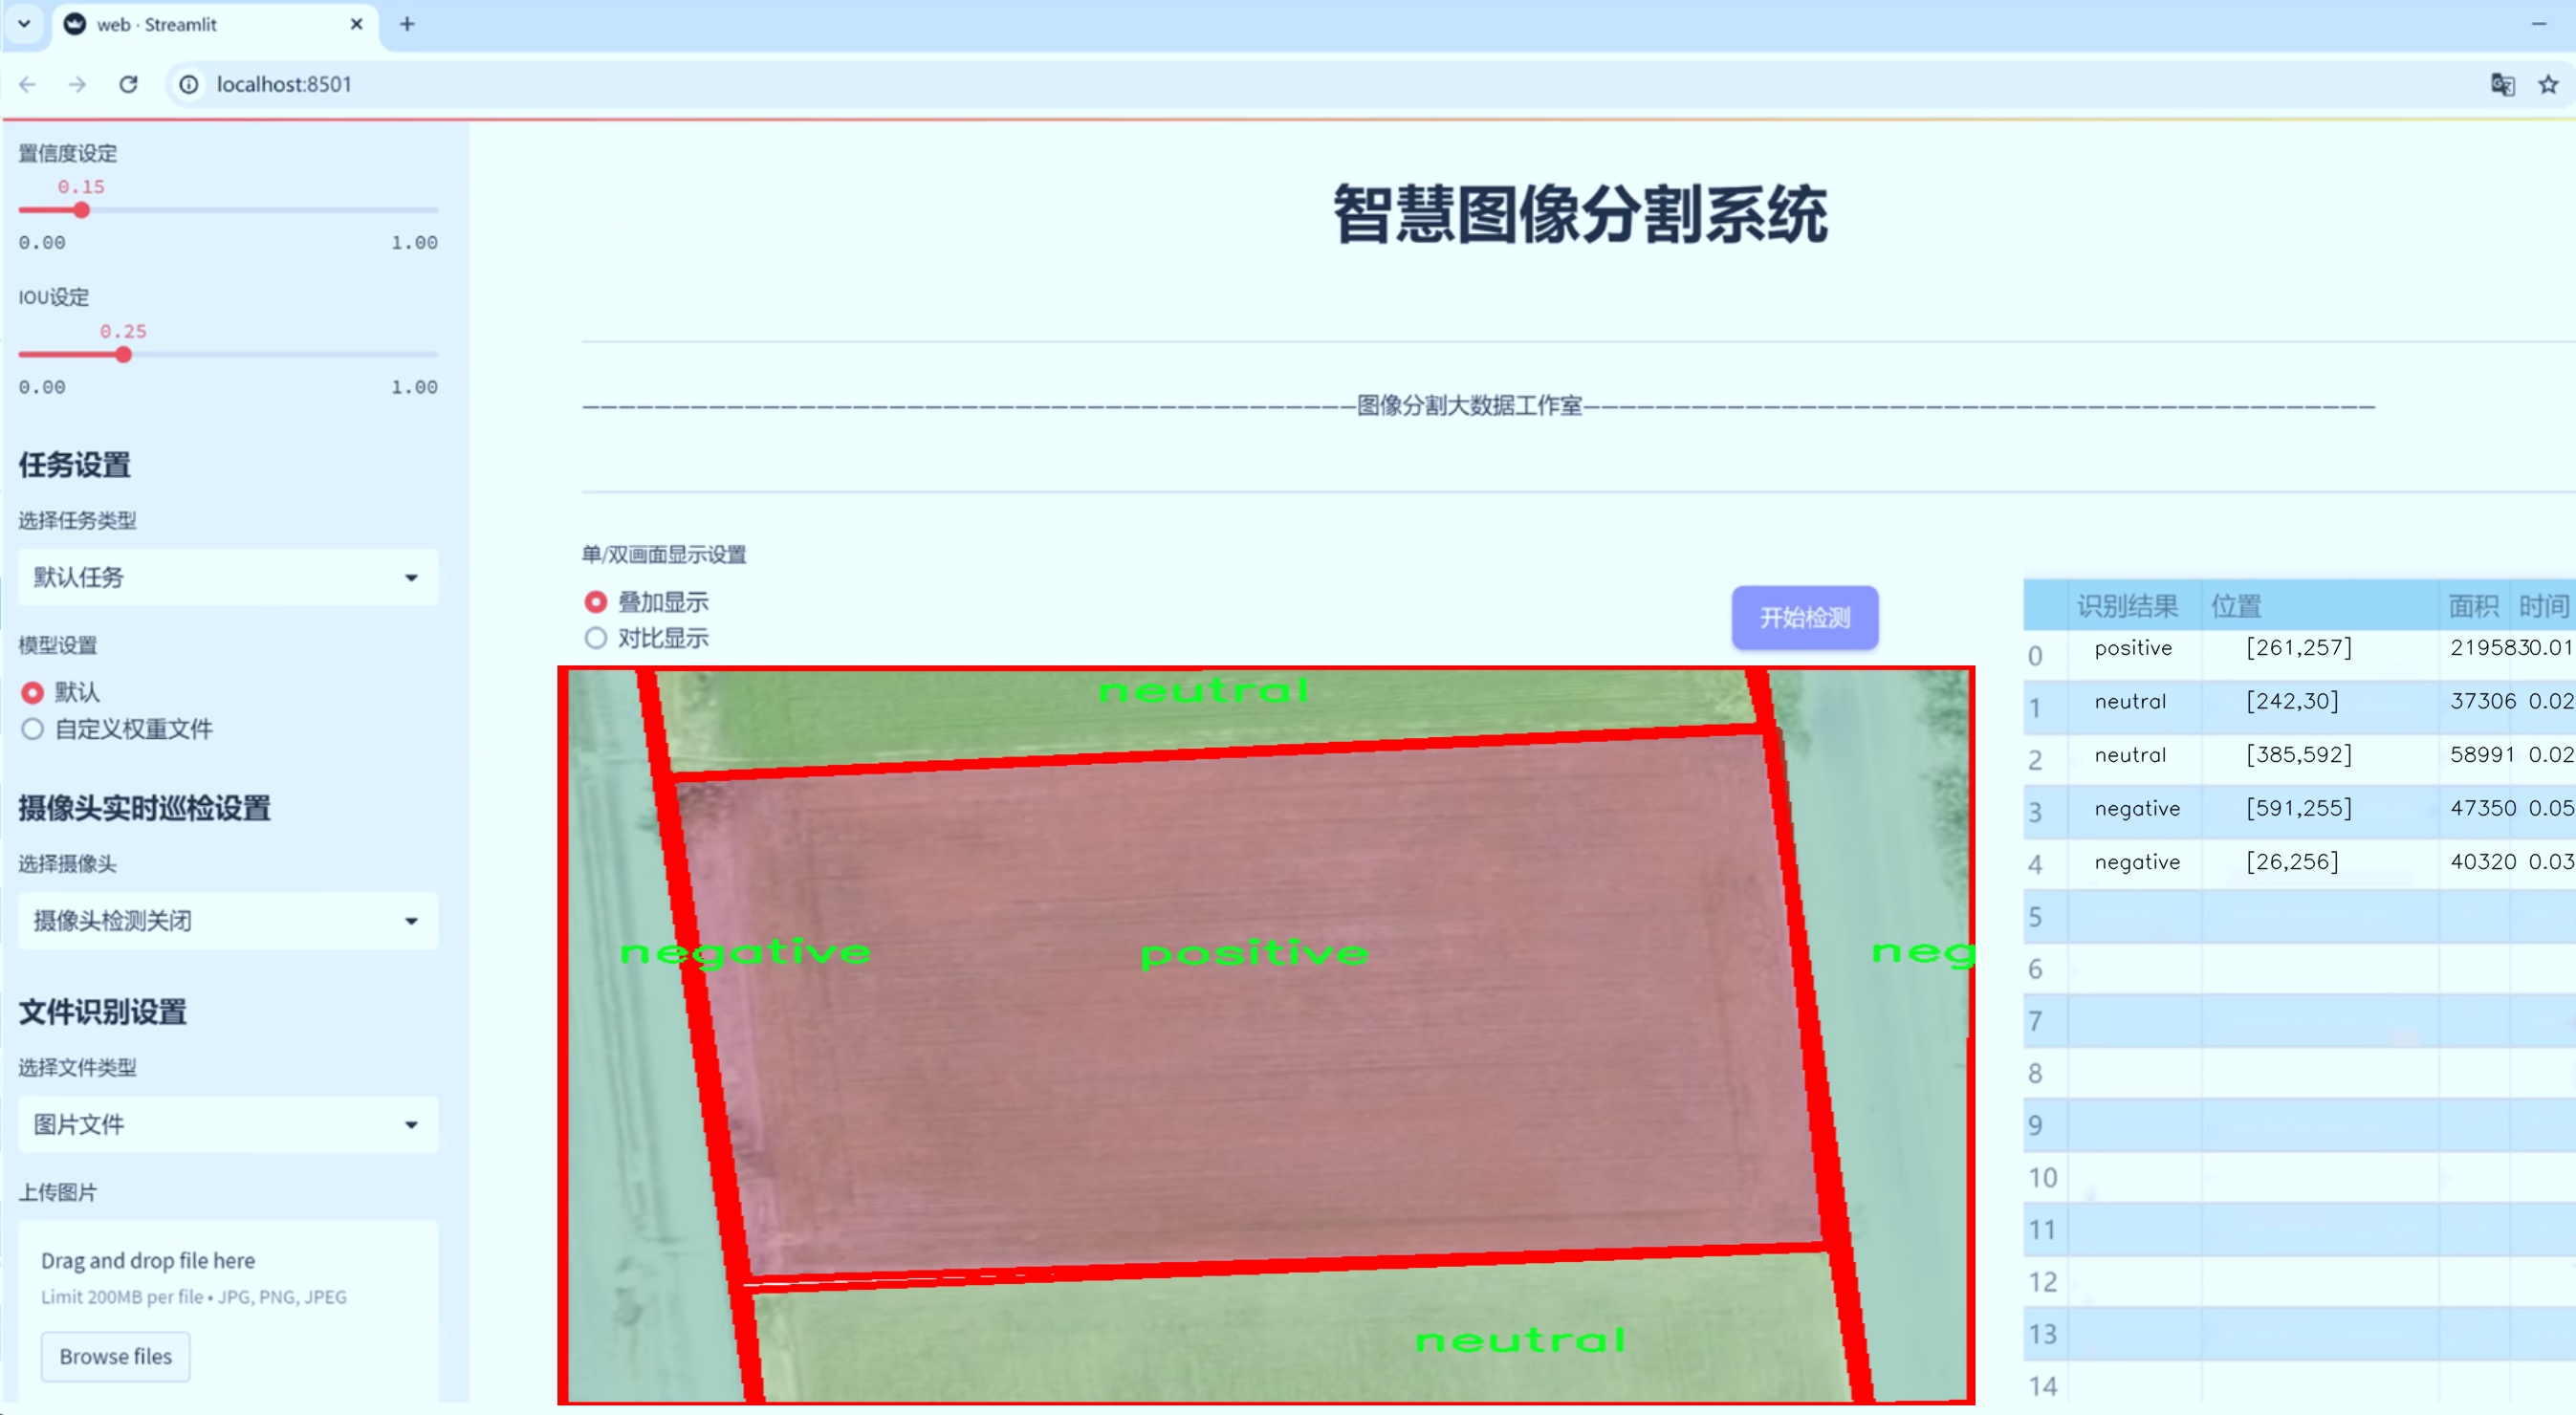 web · Streamlit
localhost:8501
置信度设定
0.15
0.00 1.00
IOU设定
0.25
0.00 1.00
任务设置
选择任务类型
默认任务
模型设置
默认
自定义权重文件
摄像头实时巡检设置
选择摄像头
摄像头检测关闭
文件识别设置
选择文件类型
图片文件
上传图片
Drag and drop file here
Limit 200MB per file • JPG, PNG, JPEG
Browse files
智慧图像分割系统
图像分割大数据工作室
单/双画面显示设置
叠加显示
对比显示
开始检测
neutral
negative positive neg
neutral
识别结果 位置 面积 时间
0 positive [261,257] 219583 0.01
1 neutral [242,30] 37306 0.02
2 neutral [385,592] 58991 0.02
3 negative [591,255] 47350 0.05
4 negative [26,256] 40320 0.03
5
6
7
8
9
10
11
12
13
14